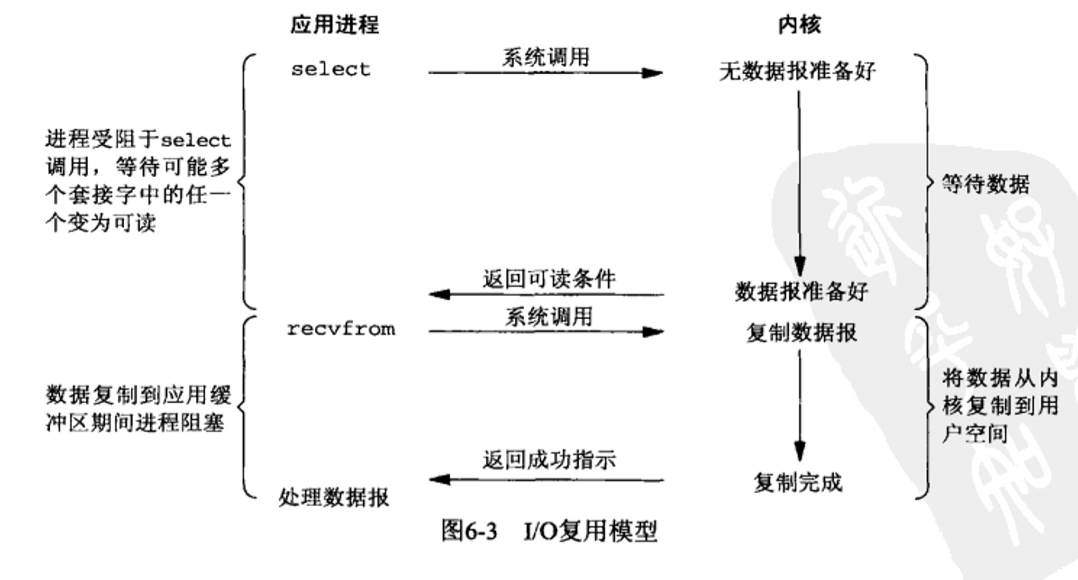 应用进程
内核
select
系统调用
无数据报准备好
进程受阻于select
调用，等待可能多
个套接字中的任一
个变为可读
等待数据
返回可读条件
数据报准备好
recvfrom
系统调用
复制数据报
数据复制到应用缓
冲区期间进程阻塞
将数据从内
核复制到用
户空间
返回成功指示
复制完成
处理数据报
图6-3 I/O复用模型